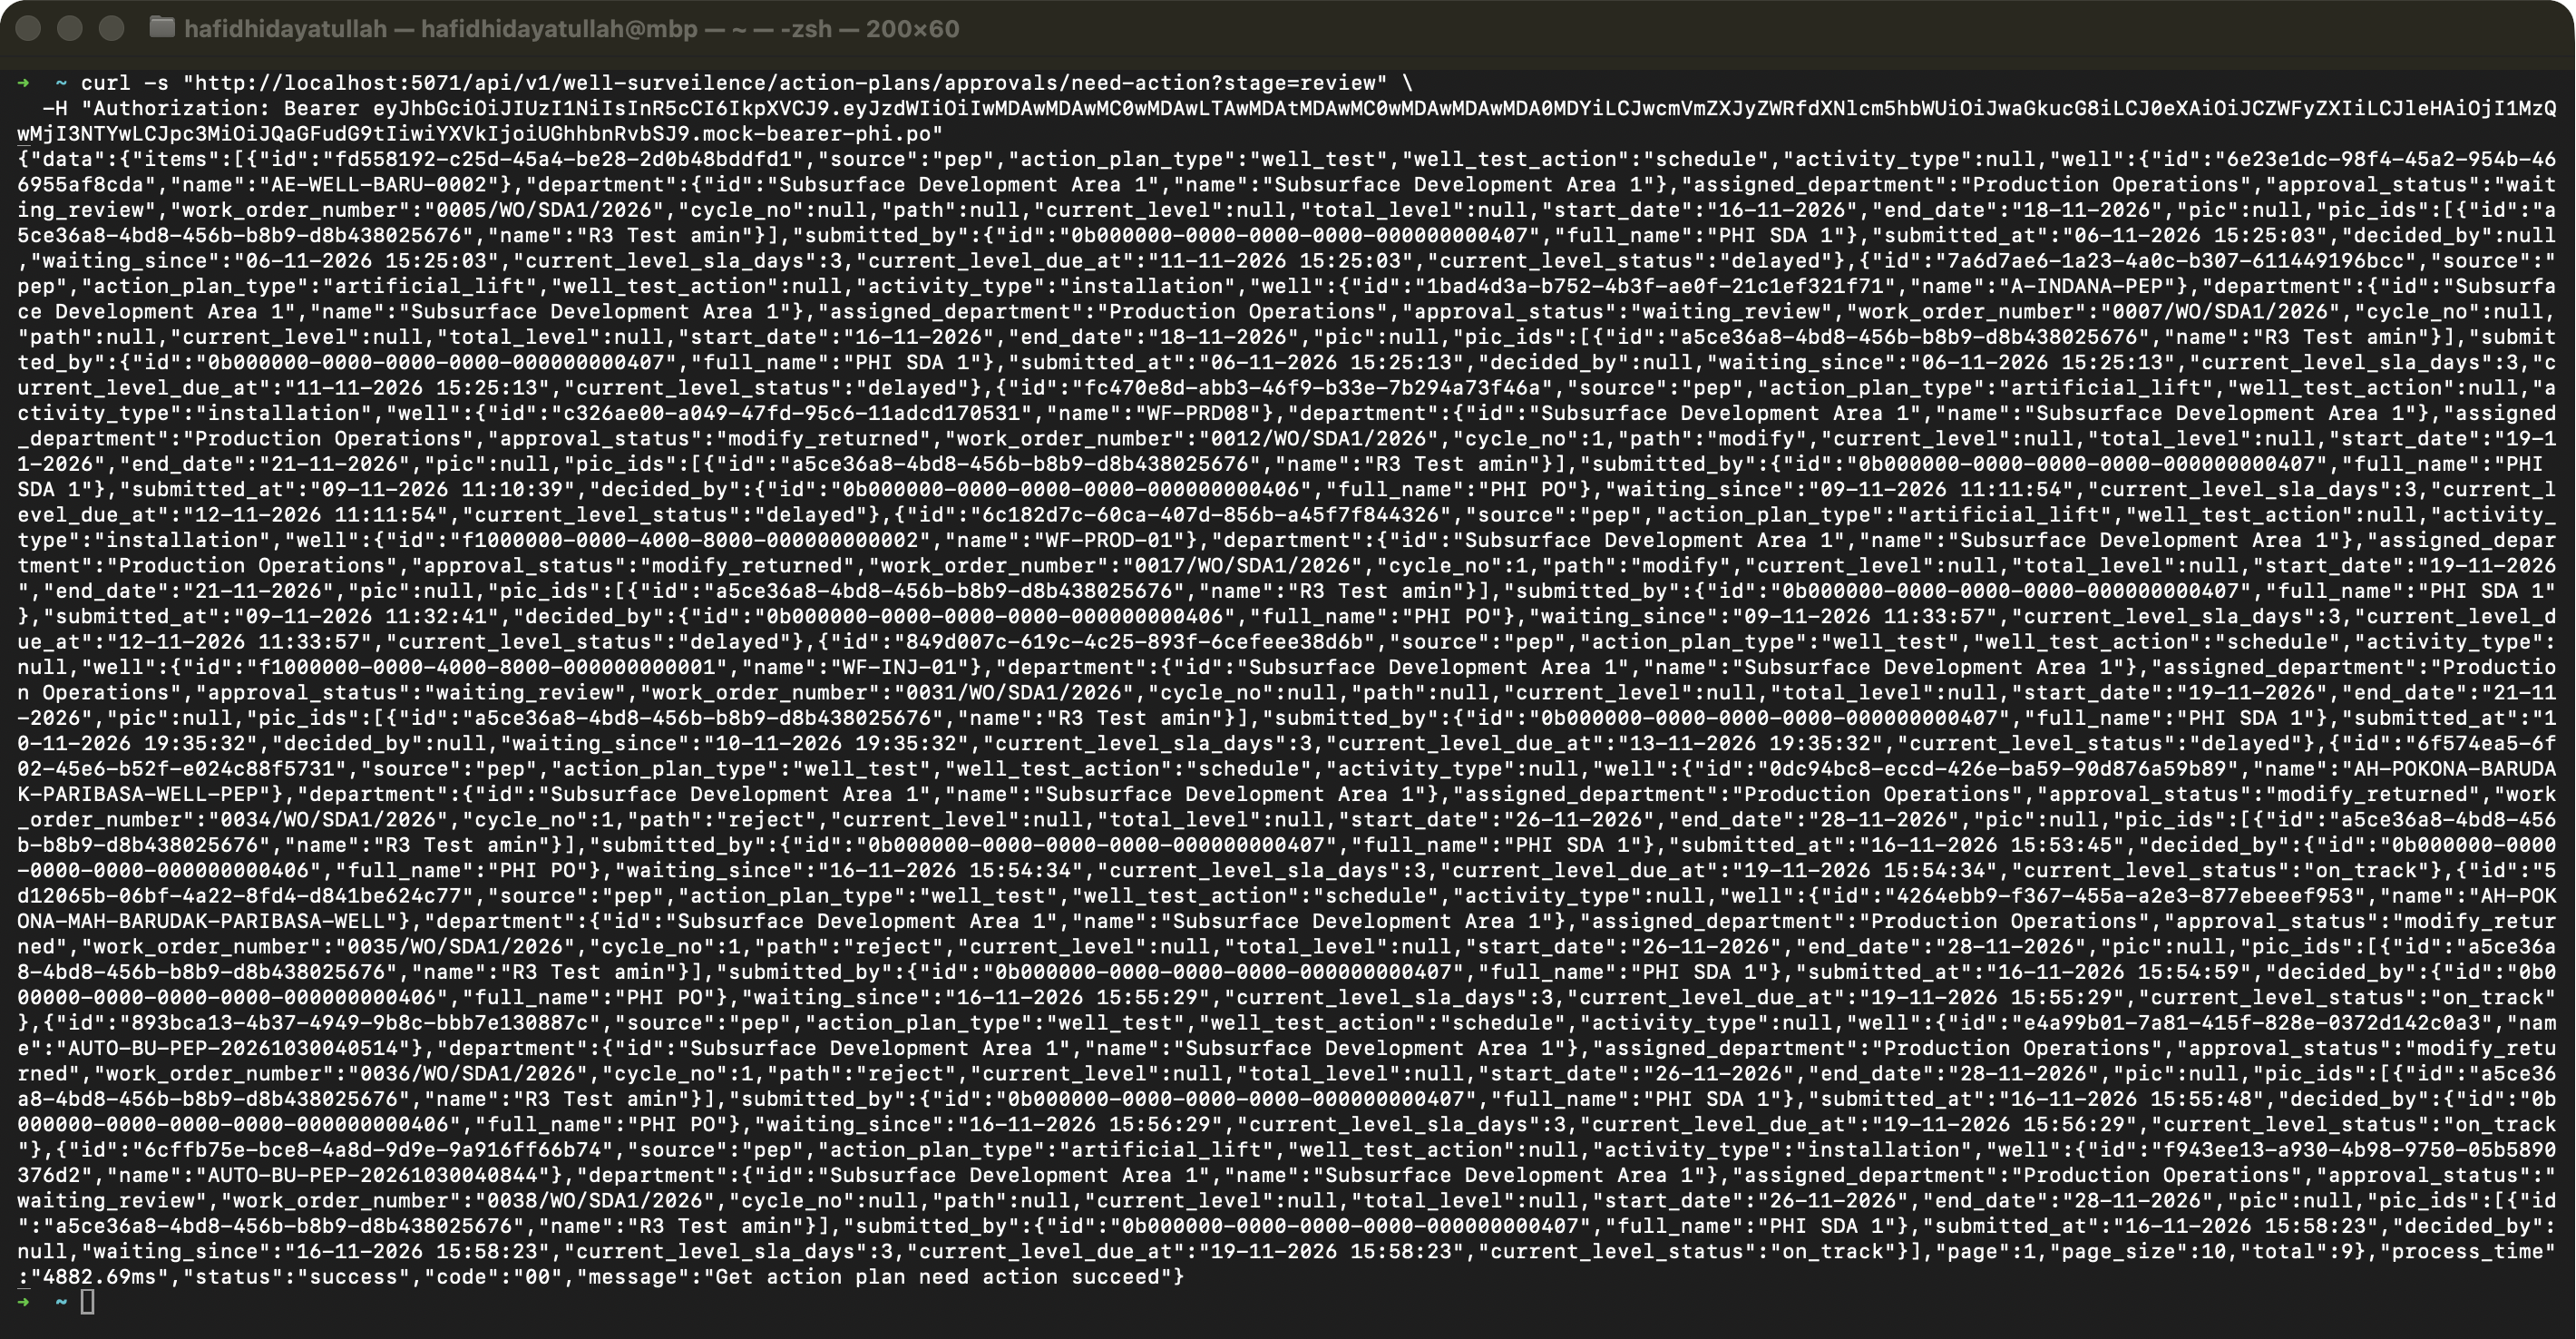 hafidhidayatullah — hafidhidayatullah@mbp — ~ — -zsh — 200×60
➜  ~ curl -s "http://localhost:5071/api/v1/well-surveilence/action-plans/approvals/need-action?stage=review" \
  -H "Authorization: Bearer eyJhbGciOiJIUzI1NiIsInR5cCI6IkpXVCJ9.eyJzdWIiOiIwMDAwMDAwMC0wMDAwLTAwMDAtMDAwMC0wMDAwMDAwMDA0MDYiLCJwcmVmZXJyZWRfdXNlcm5hbWUiOiJwaGkucG8iLCJ0eXAiOiJCZWFyZXIiLCJleHAiOjI1MzQ
wMjI3NTYwLCJpc3MiOiJQaGFudG9tIiwiYXVkIjoiUGhhbnRvbSJ9.mock-bearer-phi.po"
{"data":{"items":[{"id":"fd558192-c25d-45a4-be28-2d0b48bddfd1","source":"pep","action_plan_type":"well_test","well_test_action":"schedule","activity_type":null,"well":{"id":"6e23e1dc-98f4-45a2-954b-46
6955af8cda","name":"AE-WELL-BARU-0002"},"department":{"id":"Subsurface Development Area 1","name":"Subsurface Development Area 1"},"assigned_department":"Production Operations","approval_status":"wait
ing_review","work_order_number":"0005/WO/SDA1/2026","cycle_no":null,"path":null,"current_level":null,"total_level":null,"start_date":"16-11-2026","end_date":"18-11-2026","pic":null,"pic_ids":[{"id":"a
5ce36a8-4bd8-456b-b8b9-d8b438025676","name":"R3 Test amin"}],"submitted_by":{"id":"0b000000-0000-0000-0000-000000000407","full_name":"PHI SDA 1"},"submitted_at":"06-11-2026 15:25:03","decided_by":null
,"waiting_since":"06-11-2026 15:25:03","current_level_sla_days":3,"current_level_due_at":"11-11-2026 15:25:03","current_level_status":"delayed"},{"id":"7a6d7ae6-1a23-4a0c-b307-611449196bcc","source":"
pep","action_plan_type":"artificial_lift","well_test_action":null,"activity_type":"installation","well":{"id":"1bad4d3a-b752-4b3f-ae0f-21c1ef321f71","name":"A-INDANA-PEP"},"department":{"id":"Subsurfa
ce Development Area 1","name":"Subsurface Development Area 1"},"assigned_department":"Production Operations","approval_status":"waiting_review","work_order_number":"0007/WO/SDA1/2026","cycle_no":null,
"path":null,"current_level":null,"total_level":null,"start_date":"16-11-2026","end_date":"18-11-2026","pic":null,"pic_ids":[{"id":"a5ce36a8-4bd8-456b-b8b9-d8b438025676","name":"R3 Test amin"}],"submit
ted_by":{"id":"0b000000-0000-0000-0000-000000000407","full_name":"PHI SDA 1"},"submitted_at":"06-11-2026 15:25:13","decided_by":null,"waiting_since":"06-11-2026 15:25:13","current_level_sla_days":3,"c
urrent_level_due_at":"11-11-2026 15:25:13","current_level_status":"delayed"},{"id":"fc470e8d-abb3-46f9-b33e-7b294a73f46a","source":"pep","action_plan_type":"artificial_lift","well_test_action":null,"a
ctivity_type":"installation","well":{"id":"c326ae00-a049-47fd-95c6-11adcd170531","name":"WF-PRD08"},"department":{"id":"Subsurface Development Area 1","name":"Subsurface Development Area 1"},"assigned
_department":"Production Operations","approval_status":"modify_returned","work_order_number":"0012/WO/SDA1/2026","cycle_no":1,"path":"modify","current_level":null,"total_level":null,"start_date":"19-1
1-2026","end_date":"21-11-2026","pic":null,"pic_ids":[{"id":"a5ce36a8-4bd8-456b-b8b9-d8b438025676","name":"R3 Test amin"}],"submitted_by":{"id":"0b000000-0000-0000-0000-000000000407","full_name":"PHI 
SDA 1"},"submitted_at":"09-11-2026 11:10:39","decided_by":{"id":"0b000000-0000-0000-0000-000000000406","full_name":"PHI PO"},"waiting_since":"09-11-2026 11:11:54","current_level_sla_days":3,"current_l
evel_due_at":"12-11-2026 11:11:54","current_level_status":"delayed"},{"id":"6c182d7c-60ca-407d-856b-a45f7f844326","source":"pep","action_plan_type":"artificial_lift","well_test_action":null,"activity_
type":"installation","well":{"id":"f1000000-0000-4000-8000-000000000002","name":"WF-PROD-01"},"department":{"id":"Subsurface Development Area 1","name":"Subsurface Development Area 1"},"assigned_depar
tment":"Production Operations","approval_status":"modify_returned","work_order_number":"0017/WO/SDA1/2026","cycle_no":1,"path":"modify","current_level":null,"total_level":null,"start_date":"19-11-2026
","end_date":"21-11-2026","pic":null,"pic_ids":[{"id":"a5ce36a8-4bd8-456b-b8b9-d8b438025676","name":"R3 Test amin"}],"submitted_by":{"id":"0b000000-0000-0000-0000-000000000407","full_name":"PHI SDA 1"
},"submitted_at":"09-11-2026 11:32:41","decided_by":{"id":"0b000000-0000-0000-0000-000000000406","full_name":"PHI PO"},"waiting_since":"09-11-2026 11:33:57","current_level_sla_days":3,"current_level_d
ue_at":"12-11-2026 11:33:57","current_level_status":"delayed"},{"id":"849d007c-619c-4c25-893f-6cefeee38d6b","source":"pep","action_plan_type":"well_test","well_test_action":"schedule","activity_type":
null,"well":{"id":"f1000000-0000-4000-8000-000000000001","name":"WF-INJ-01"},"department":{"id":"Subsurface Development Area 1","name":"Subsurface Development Area 1"},"assigned_department":"Productio
n Operations","approval_status":"waiting_review","work_order_number":"0031/WO/SDA1/2026","cycle_no":null,"path":null,"current_level":null,"total_level":null,"start_date":"19-11-2026","end_date":"21-11
-2026","pic":null,"pic_ids":[{"id":"a5ce36a8-4bd8-456b-b8b9-d8b438025676","name":"R3 Test amin"}],"submitted_by":{"id":"0b000000-0000-0000-0000-000000000407","full_name":"PHI SDA 1"},"submitted_at":"1
0-11-2026 19:35:32","decided_by":null,"waiting_since":"10-11-2026 19:35:32","current_level_sla_days":3,"current_level_due_at":"13-11-2026 19:35:32","current_level_status":"delayed"},{"id":"6f574ea5-6f
02-45e6-b52f-e024c88f5731","source":"pep","action_plan_type":"well_test","well_test_action":"schedule","activity_type":null,"well":{"id":"0dc94bc8-eccd-426e-ba59-90d876a59b89","name":"AH-POKONA-BARUDA
K-PARIBASA-WELL-PEP"},"department":{"id":"Subsurface Development Area 1","name":"Subsurface Development Area 1"},"assigned_department":"Production Operations","approval_status":"modify_returned","work
_order_number":"0034/WO/SDA1/2026","cycle_no":1,"path":"reject","current_level":null,"total_level":null,"start_date":"26-11-2026","end_date":"28-11-2026","pic":null,"pic_ids":[{"id":"a5ce36a8-4bd8-456
b-b8b9-d8b438025676","name":"R3 Test amin"}],"submitted_by":{"id":"0b000000-0000-0000-0000-000000000407","full_name":"PHI SDA 1"},"submitted_at":"16-11-2026 15:53:45","decided_by":{"id":"0b000000-0000
-0000-0000-000000000406","full_name":"PHI PO"},"waiting_since":"16-11-2026 15:54:34","current_level_sla_days":3,"current_level_due_at":"19-11-2026 15:54:34","current_level_status":"on_track"},{"id":"5
d12065b-06bf-4a22-8fd4-d841be624c77","source":"pep","action_plan_type":"well_test","well_test_action":"schedule","activity_type":null,"well":{"id":"4264ebb9-f367-455a-a2e3-877ebeeef953","name":"AH-POK
ONA-MAH-BARUDAK-PARIBASA-WELL"},"department":{"id":"Subsurface Development Area 1","name":"Subsurface Development Area 1"},"assigned_department":"Production Operations","approval_status":"modify_retur
ned","work_order_number":"0035/WO/SDA1/2026","cycle_no":1,"path":"reject","current_level":null,"total_level":null,"start_date":"26-11-2026","end_date":"28-11-2026","pic":null,"pic_ids":[{"id":"a5ce36a
8-4bd8-456b-b8b9-d8b438025676","name":"R3 Test amin"}],"submitted_by":{"id":"0b000000-0000-0000-0000-000000000407","full_name":"PHI SDA 1"},"submitted_at":"16-11-2026 15:54:59","decided_by":{"id":"0b0
00000-0000-0000-0000-000000000406","full_name":"PHI PO"},"waiting_since":"16-11-2026 15:55:29","current_level_sla_days":3,"current_level_due_at":"19-11-2026 15:55:29","current_level_status":"on_track"
},{"id":"893bca13-4b37-4949-9b8c-bbb7e130887c","source":"pep","action_plan_type":"well_test","well_test_action":"schedule","activity_type":null,"well":{"id":"e4a99b01-7a81-415f-828e-0372d142c0a3","nam
e":"AUTO-BU-PEP-20261030040514"},"department":{"id":"Subsurface Development Area 1","name":"Subsurface Development Area 1"},"assigned_department":"Production Operations","approval_status":"modify_retu
rned","work_order_number":"0036/WO/SDA1/2026","cycle_no":1,"path":"reject","current_level":null,"total_level":null,"start_date":"26-11-2026","end_date":"28-11-2026","pic":null,"pic_ids":[{"id":"a5ce36
a8-4bd8-456b-b8b9-d8b438025676","name":"R3 Test amin"}],"submitted_by":{"id":"0b000000-0000-0000-0000-000000000407","full_name":"PHI SDA 1"},"submitted_at":"16-11-2026 15:55:48","decided_by":{"id":"0b
000000-0000-0000-0000-000000000406","full_name":"PHI PO"},"waiting_since":"16-11-2026 15:56:29","current_level_sla_days":3,"current_level_due_at":"19-11-2026 15:56:29","current_level_status":"on_track
"},{"id":"6cffb75e-bce8-4a8d-9d9e-9a916ff66b74","source":"pep","action_plan_type":"artificial_lift","well_test_action":null,"activity_type":"installation","well":{"id":"f943ee13-a930-4b98-9750-05b5890
376d2","name":"AUTO-BU-PEP-20261030040844"},"department":{"id":"Subsurface Development Area 1","name":"Subsurface Development Area 1"},"assigned_department":"Production Operations","approval_status":"
waiting_review","work_order_number":"0038/WO/SDA1/2026","cycle_no":null,"path":null,"current_level":null,"total_level":null,"start_date":"26-11-2026","end_date":"28-11-2026","pic":null,"pic_ids":[{"id
":"a5ce36a8-4bd8-456b-b8b9-d8b438025676","name":"R3 Test amin"}],"submitted_by":{"id":"0b000000-0000-0000-0000-000000000407","full_name":"PHI SDA 1"},"submitted_at":"16-11-2026 15:58:23","decided_by":
null,"waiting_since":"16-11-2026 15:58:23","current_level_sla_days":3,"current_level_due_at":"19-11-2026 15:58:23","current_level_status":"on_track"}],"page":1,"page_size":10,"total":9},"process_time"
:"4882.69ms","status":"success","code":"00","message":"Get action plan need action succeed"}
➜  ~